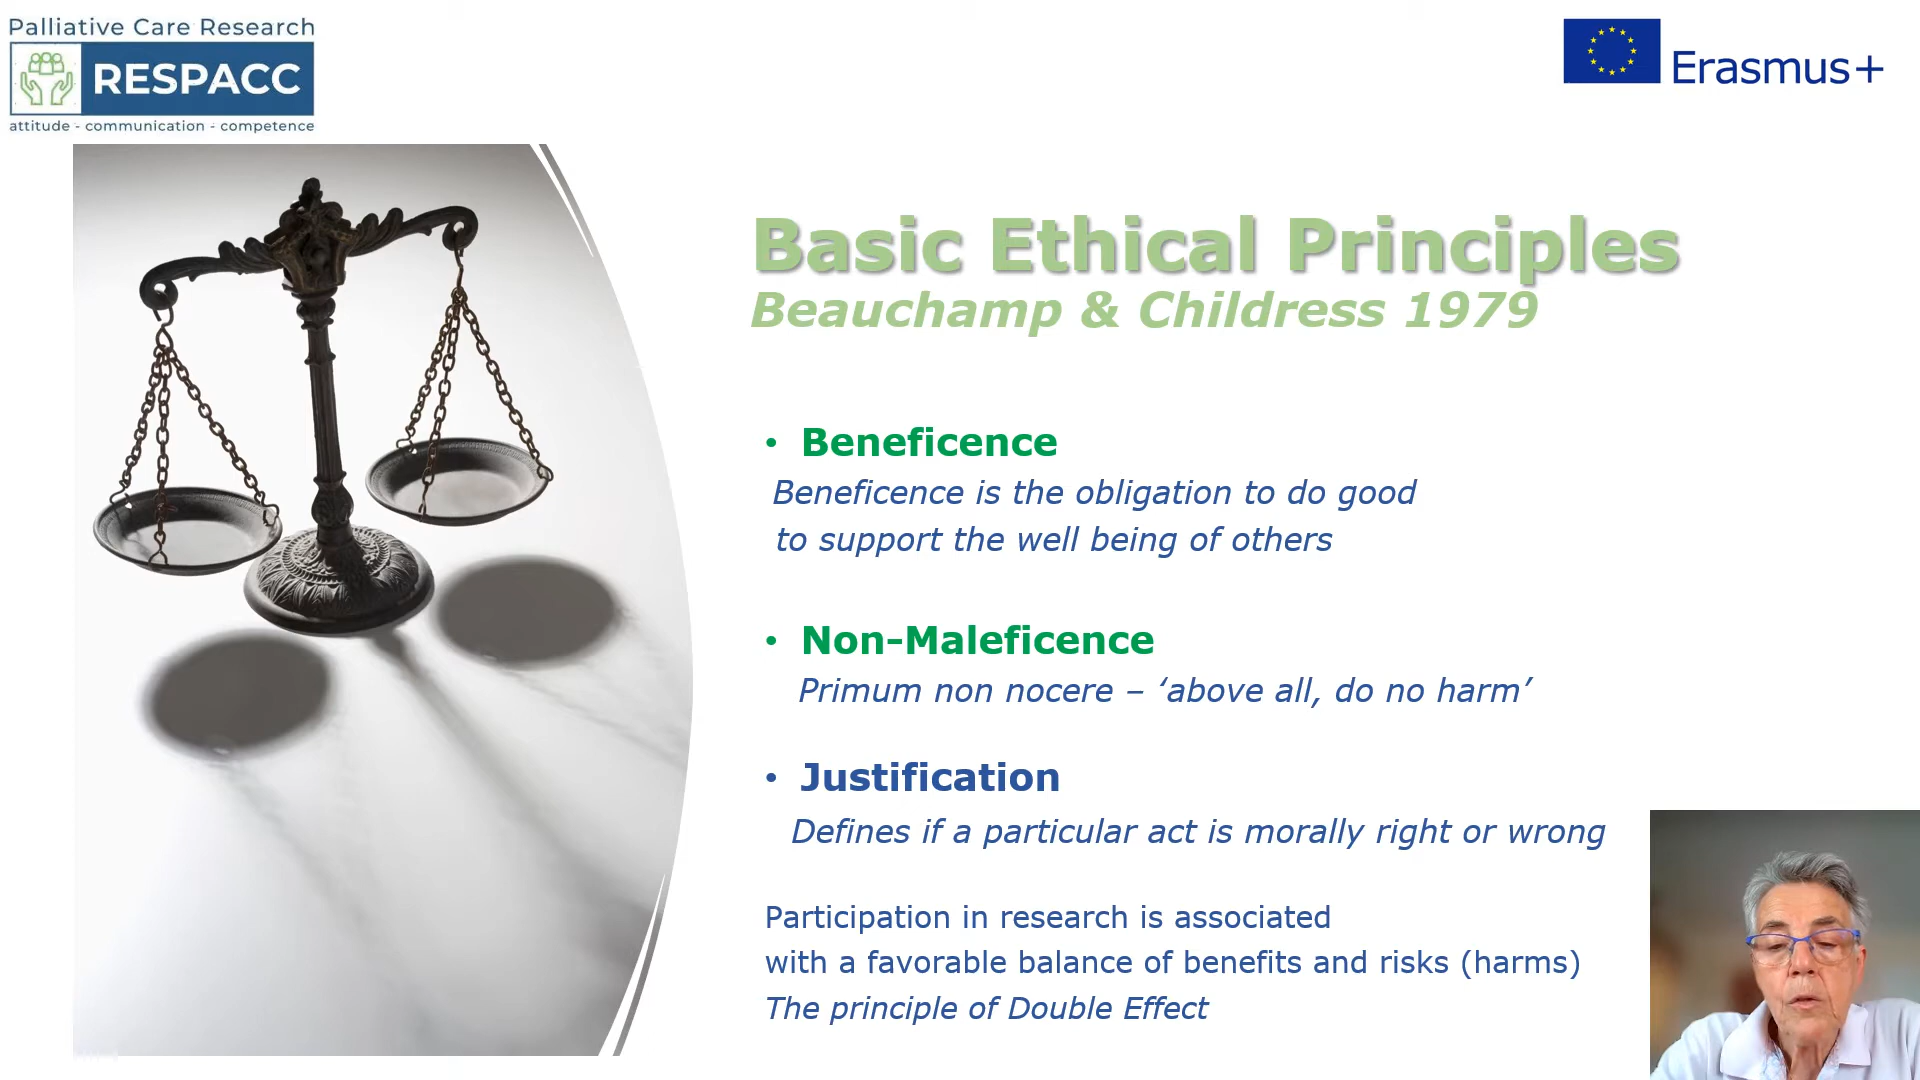 Palliative Care Research
RESPACC
attitude - communication - competence
Erasmus+
Basic Ethical Principles
Beauchamp & Childress 1979
• Beneficence
Beneficence is the obligation to do good
to support the well being of others
• Non-Maleficence
Primum non nocere – ‘above all, do no harm’
• Justification
Defines if a particular act is morally right or wrong
Participation in research is associated
with a favorable balance of benefits and risks (harms)
The principle of Double Effect